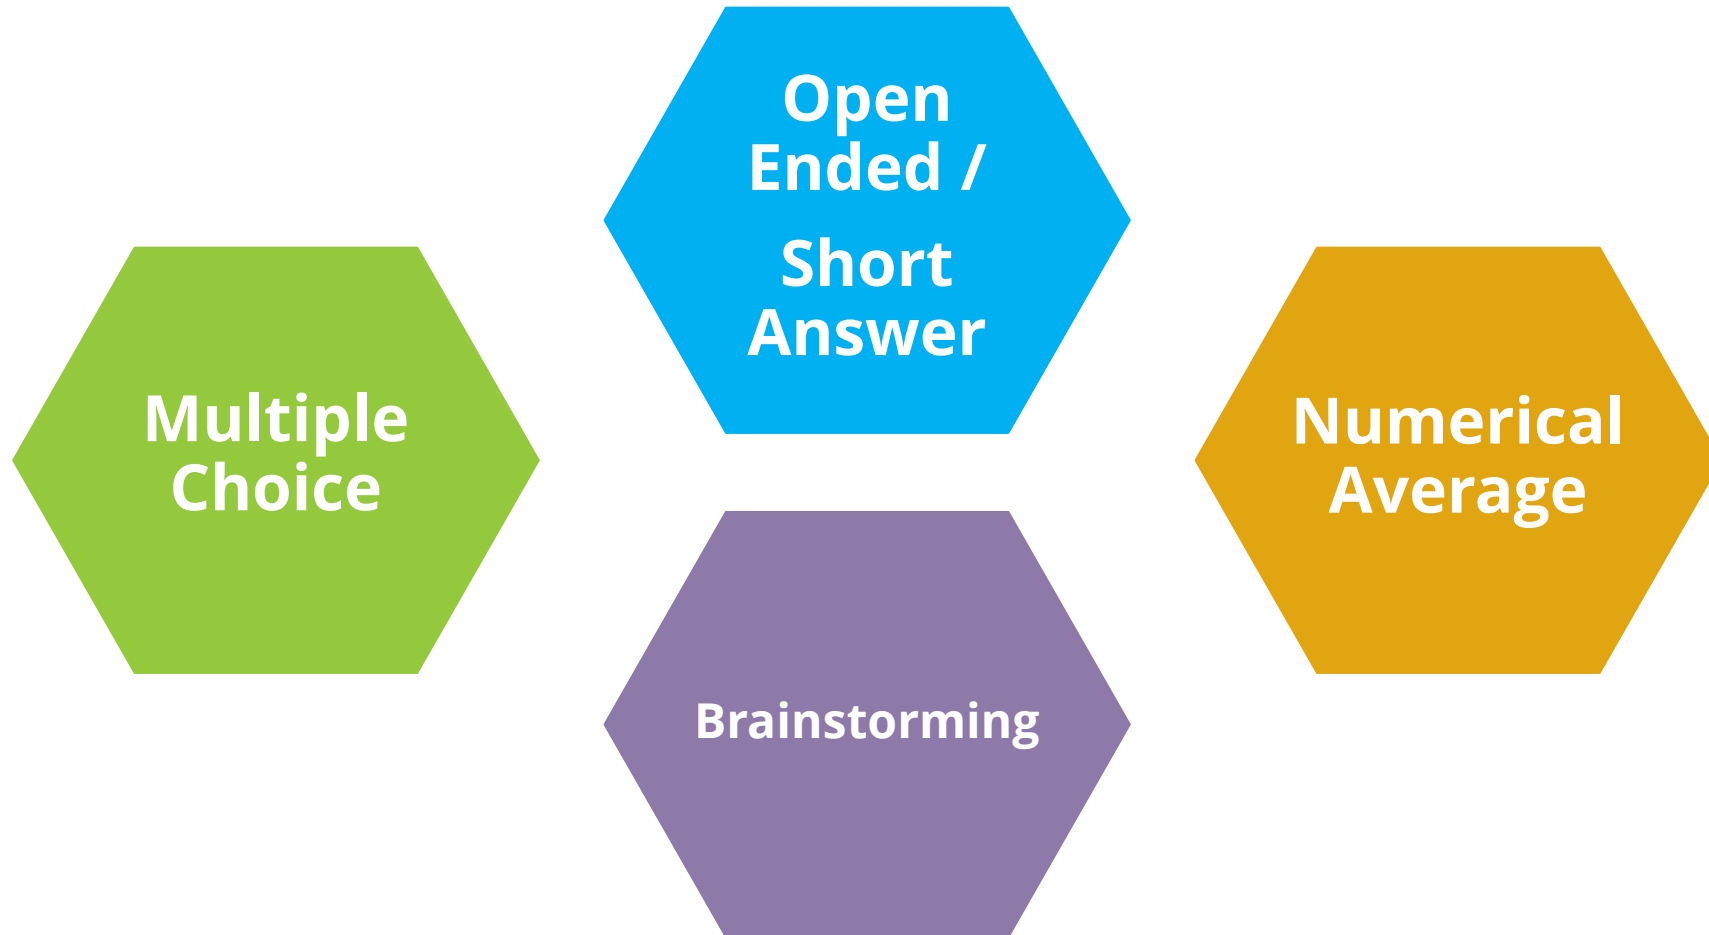 Open
Ended /
Short
Answer
Multiple
Choice
Numerical
Average
Brainstorming